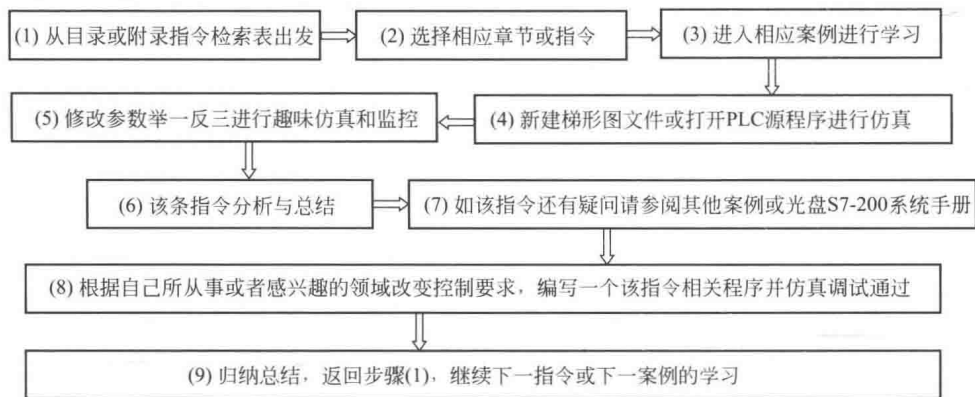 (1) 从目录或附录指令检索表出发
(2) 选择相应章节或指令
(3) 进入相应案例进行学习
(4) 新建梯形图文件或打开PLC源程序进行仿真
(5) 修改参数举一反三进行趣味仿真和监控
(6) 该条指令分析与总结
(7) 如该指令还有疑问请参阅其他案例或光盘S7-200系统手册
(8) 根据自己所从事或者感兴趣的领域改变控制要求，编写一个该指令相关程序并仿真调试通过
(9) 归纳总结，返回步骤(1)，继续下一指令或下一案例的学习